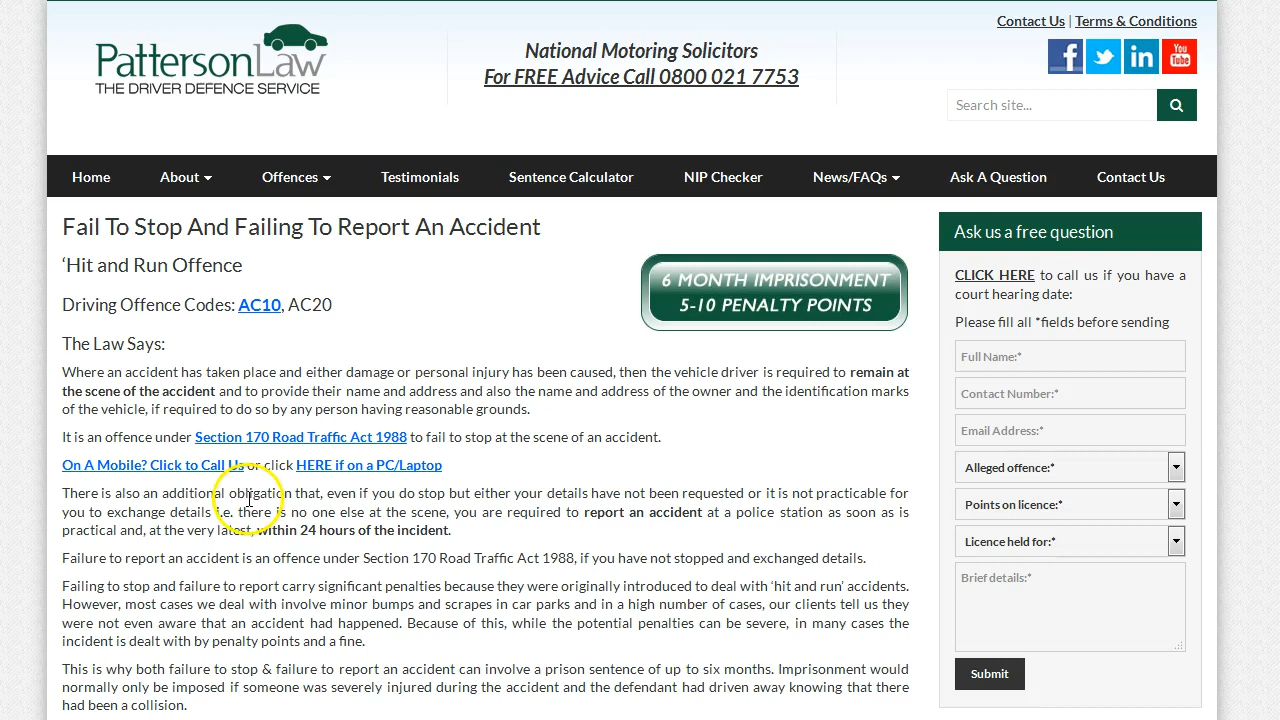 Contact Us | Terms & Conditions
PattersonLaw
THE DRIVER DEFENCE SERVICE
National Motoring Solicitors
For FREE Advice Call 0800 021 7753
f in You Tube
Search site...
Home About Offences Testimonials Sentence Calculator NIP Checker News/FAQs Ask A Question Contact Us
Fail To Stop And Failing To Report An Accident
‘Hit and Run Offence
6 MONTH IMPRISONMENT
5-10 PENALTY POINTS
Driving Offence Codes: AC10, AC20
The Law Says:
Where an accident has taken place and either damage or personal injury has been caused, then the vehicle driver is required to remain at
the scene of the accident and to provide their name and address and also the name and address of the owner and the identification marks
of the vehicle, if required to do so by any person having reasonable grounds.
It is an offence under Section 170 Road Traffic Act 1988 to fail to stop at the scene of an accident.
On A Mobile? Click to Call Us or click HERE if on a PC/Laptop
There is also an additional obligation that, even if you do stop but either your details have not been requested or it is not practicable for
you to exchange details i.e. there is no one else at the scene, you are required to report an accident at a police station as soon as is
practical and, at the very latest, within 24 hours of the incident.
Failure to report an accident is an offence under Section 170 Road Traffic Act 1988, if you have not stopped and exchanged details.
Failing to stop and failure to report carry significant penalties because they were originally introduced to deal with ‘hit and run’ accidents.
However, most cases we deal with involve minor bumps and scrapes in car parks and in a high number of cases, our clients tell us they
were not even aware that an accident had happened. Because of this, while the potential penalties can be severe, in many cases the
incident is dealt with by penalty points and a fine.
This is why both failure to stop & failure to report an accident can involve a prison sentence of up to six months. Imprisonment would
normally only be imposed if someone was severely injured during the accident and the defendant had driven away knowing that there
had been a collision.
Ask us a free question
CLICK HERE to call us if you have a
court hearing date:
Please fill all *fields before sending
Full Name:*
Contact Number:*
Email Address:*
Alleged offence:*
Points on licence:*
Licence held for:*
Brief details:*
Submit